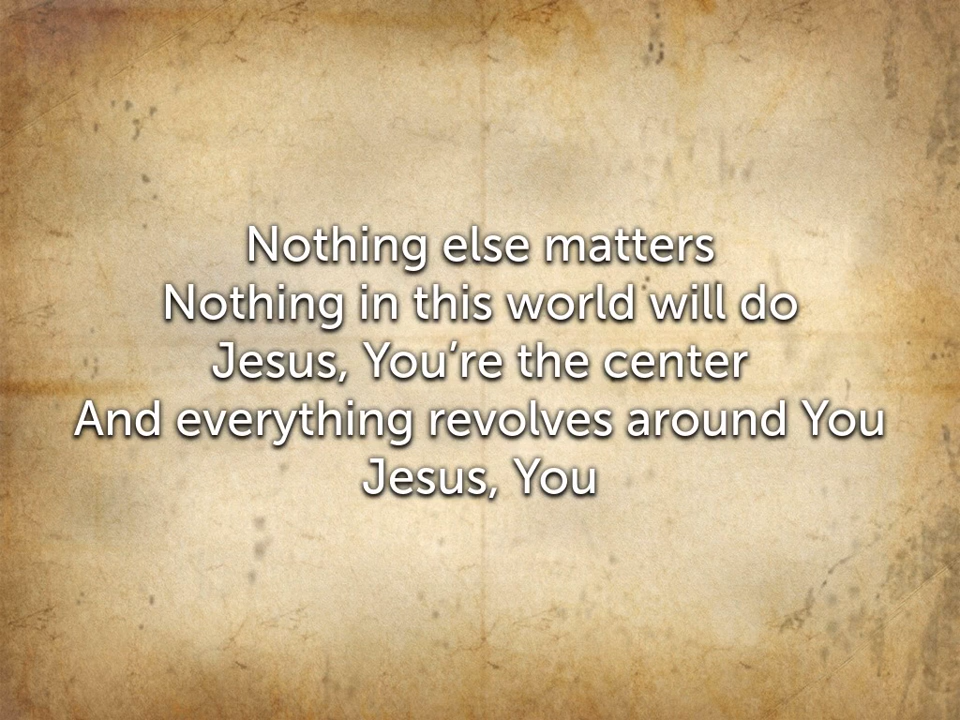 Nothing else matters
Nothing in this world will do
Jesus, You’re the center
And everything revolves around You
Jesus, You